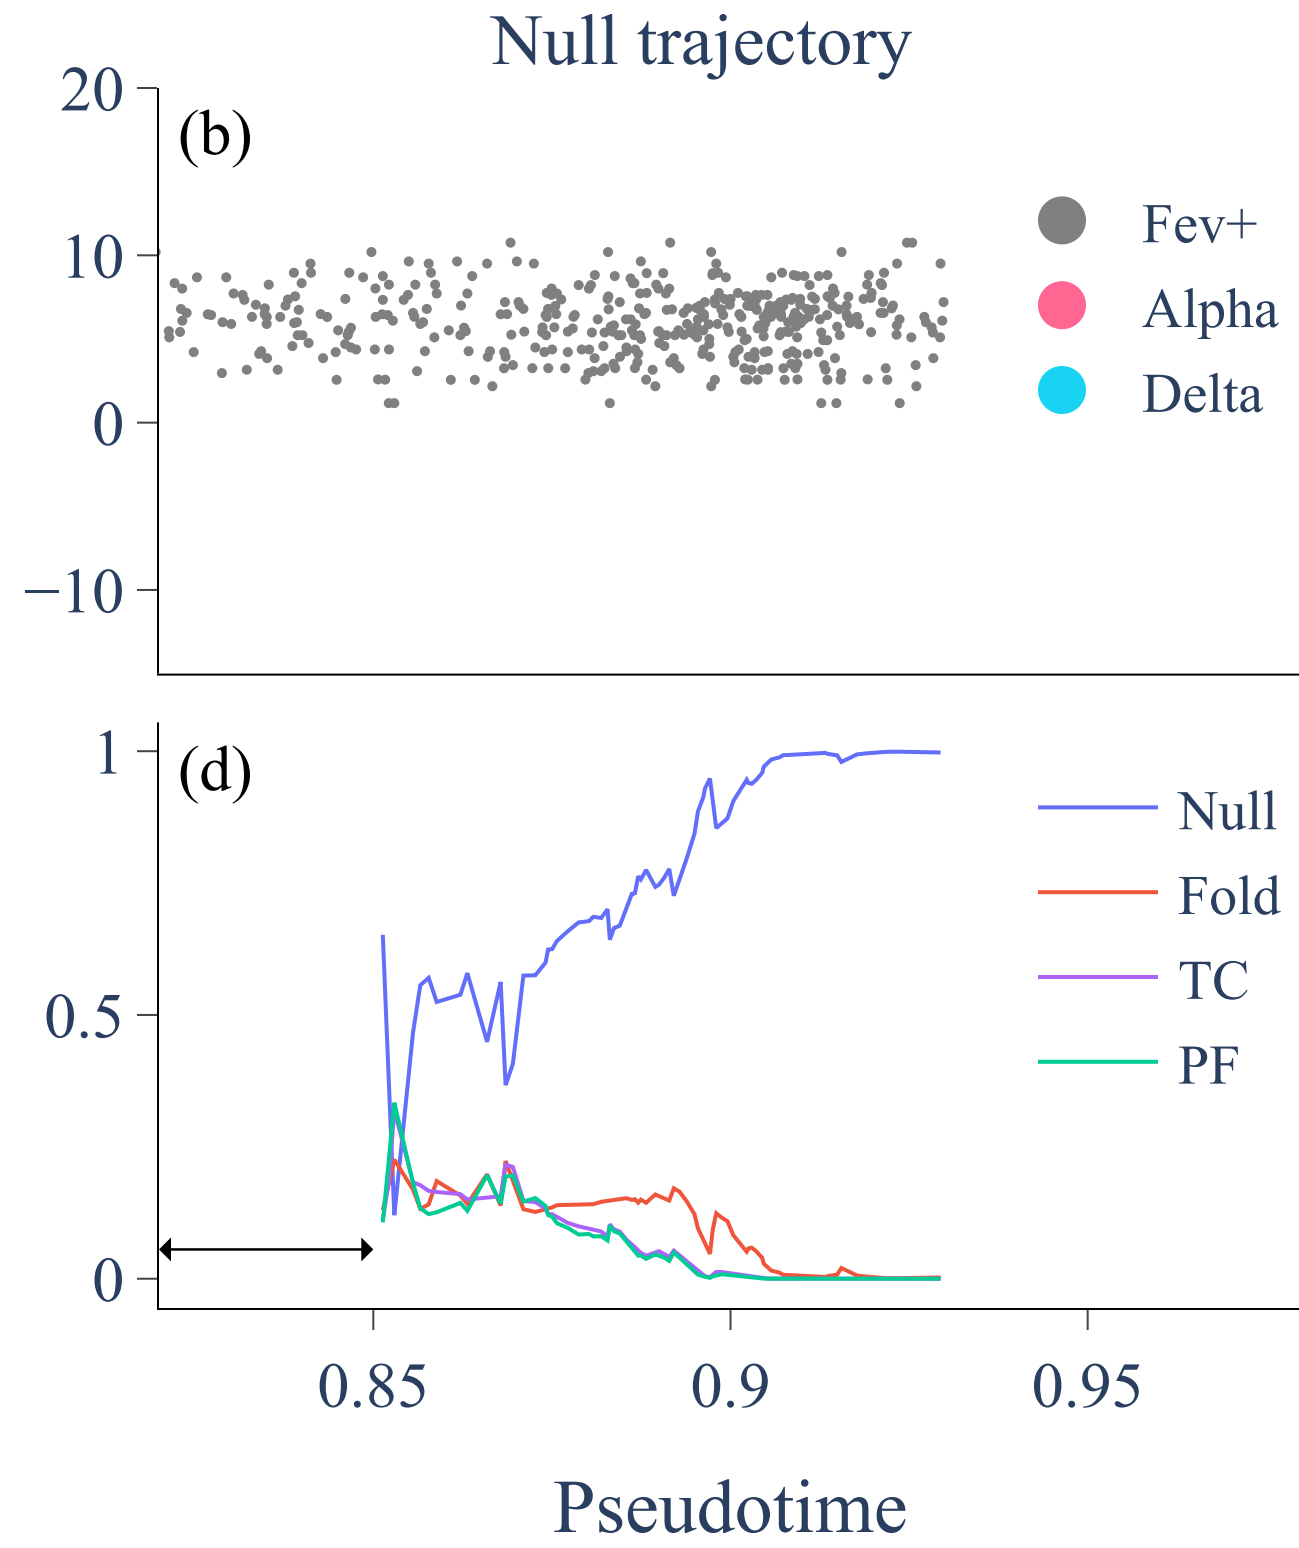 Null trajectory
(b)
20
10
0
−10
Fev+
Alpha
Delta
(d)
1
0.5
0
Null
Fold
TC
PF
0.85
0.9
0.95
Pseudotime